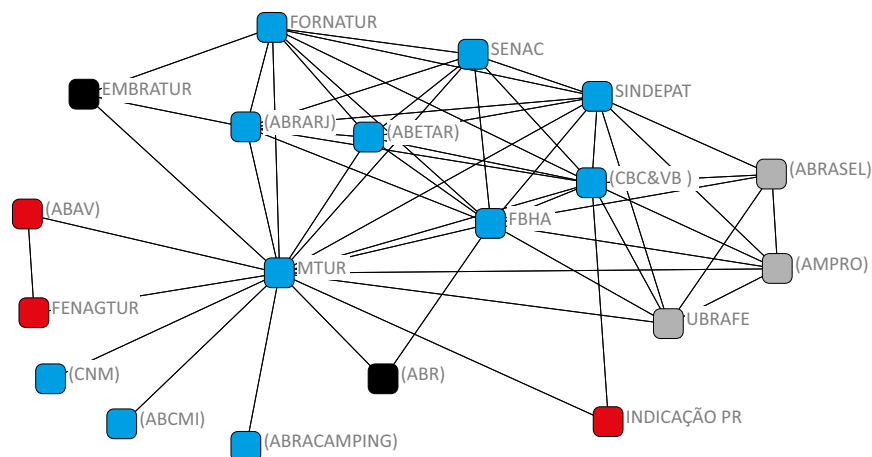 FORNATUR
SENAC
EMBRATUR
SINDEPAT
(ABRARJ)
(ABETAR)
(ABRASEL)
(CBC&VB )
(ABAV)
FBHA
MTUR
(AMPRO)
FENAGTUR
UBRAFE
(CNM)
(ABR)
(ABCMI)
INDICAÇÃO PR
(ABRACAMPING)